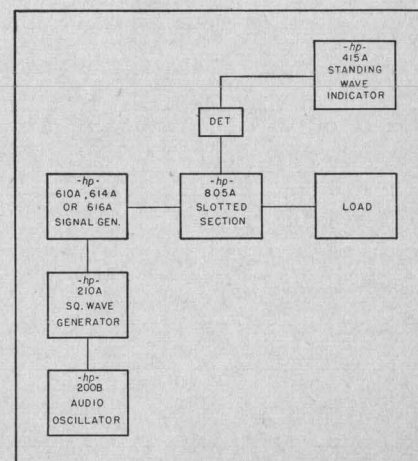 -hp-
415A
STANDING
WAVE
INDICATOR
DET
-hp-
610A, 614A
OR 616A
SIGNAL GEN.
-hp-
805A
SLOTTED
SECTION
LOAD
-hp-
210A
SQ. WAVE
GENERATOR
-hp-
200B
AUDIO
OSCILLATOR